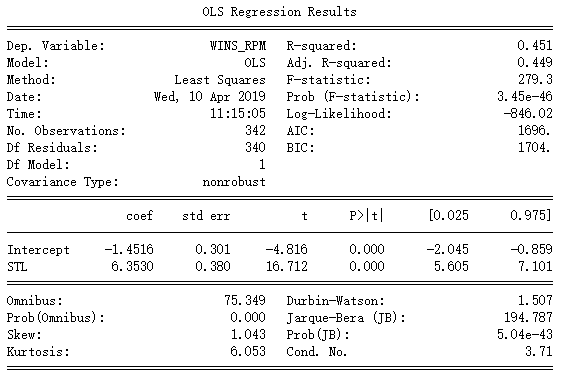 OLS Regression Results
Dep. Variable: WINS_RPM R-squared: 0.451
Model: OLS Adj. R-squared: 0.449
Method: Least Squares F-statistic: 279.3
Date: Wed, 10 Apr 2019 Prob (F-statistic): 3.45e-46
Time: 11:15:05 Log-Likelihood: -846.02
No. Observations: 342 AIC: 1696.
Df Residuals: 340 BIC: 1704.
Df Model: 1
Covariance Type: nonrobust
coef std err t P>|t| [0.025 0.975]
Intercept -1.4516 0.301 -4.816 0.000 -2.045 -0.859
STL 6.3530 0.380 16.712 0.000 5.605 7.101
Omnibus: 75.349 Durbin-Watson: 1.507
Prob(Omnibus): 0.000 Jarque-Bera (JB): 194.787
Skew: 1.043 Prob(JB): 5.04e-43
Kurtosis: 6.053 Cond. No. 3.71